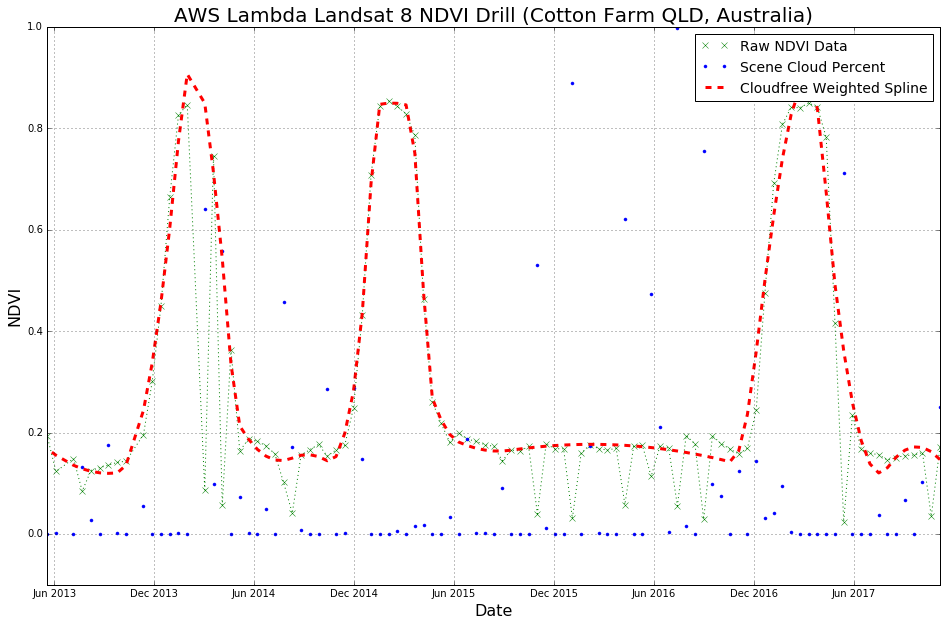 AWS Lambda Landsat 8 NDVI Drill (Cotton Farm QLD, Australia)
Raw NDVI Data
Scene Cloud Percent
Cloudfree Weighted Spline
NDVI
1.0
0.8
0.6
0.4
0.2
0.0
Jun 2013 Dec 2013 Jun 2014 Dec 2014 Jun 2015 Dec 2015 Jun 2016 Dec 2016 Jun 2017
Date